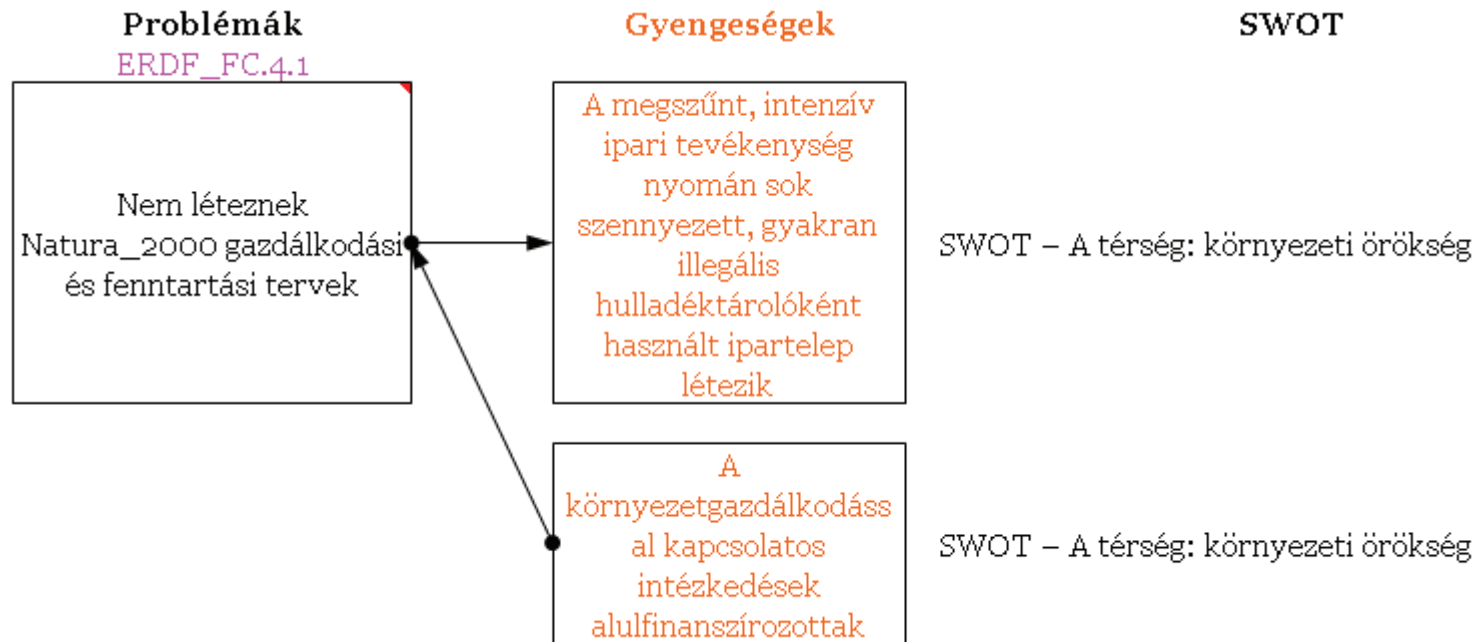 Problémák
ERDF_FC.4.1
Nem léteznek
Natura_2000 gazdálkodási
és fenntartási tervek
Gyengeségek
A megszűnt, intenzív
ipari tevékenység
nyomán sok
szennyezett, gyakran
illegális
hulladéktárolóként
használt ipartelep
létezik
A
környezetgazdálkodáss
al kapcsolatos
intézkedések
alulfinanszírozottak
SWOT
SWOT – A térség: környezeti örökség
SWOT – A térség: környezeti örökség